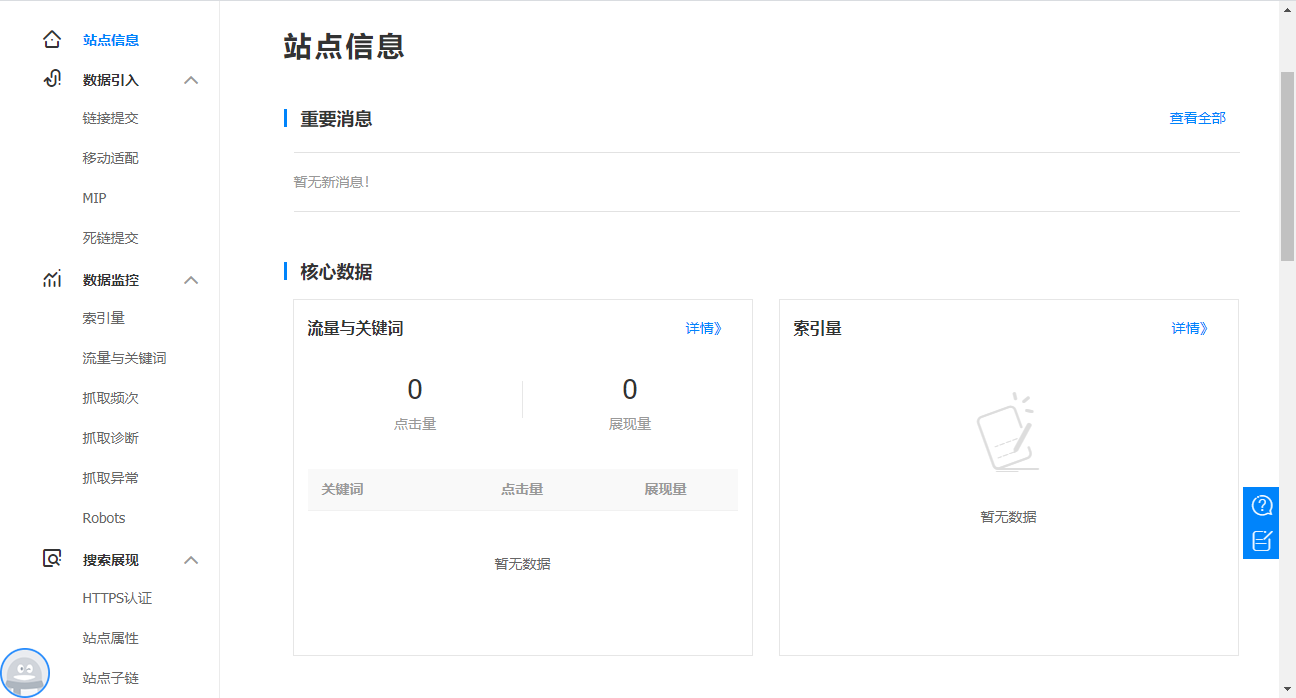 站点信息
数据引入
链接提交
移动适配
MIP
死链提交
数据监控
索引量
流量与关键词
抓取频次
抓取诊断
抓取异常
Robots
搜索展现
HTTPS认证
站点属性
站点子链
站点信息
重要消息 查看全部
暂无新消息!
核心数据
流量与关键词 详情》
0 0
点击量 展现量
关键词 点击量 展现量
暂无数据
索引量 详情》
暂无数据